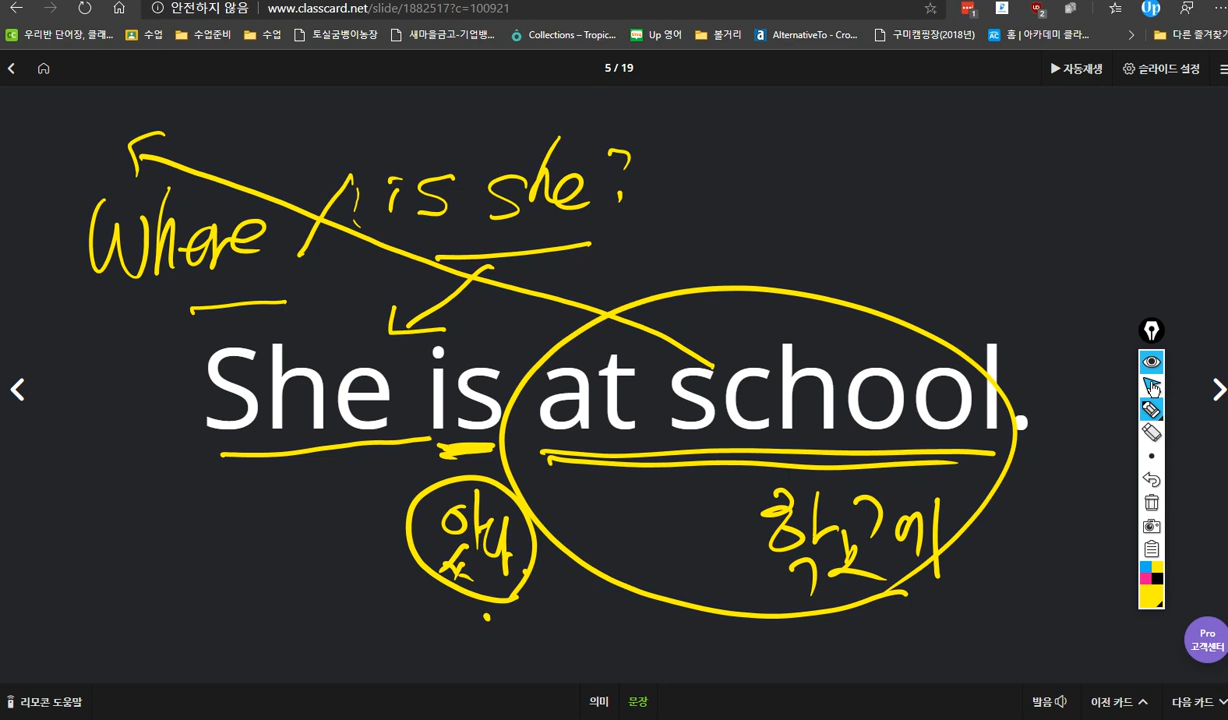 안전하지 않음 | www.classcard.net/slide/1882517?c=100921
우리반 단어장, 클래... 수업 수업준비 수업 토실궁뱅이농장 새마을금고-기업뱅... Collections – Tropic... Up 영어 볼거리 AlternativeTo - Cro... 구미캠핑장(2018년) 홈 | 아카데미 클라... 다른 즐겨찾기
5 / 19 ▶ 자동재생 슬라이드 설정
Where is she?
She is at school.
학교에
Pro
고객센터
리모콘 도움말 의미 문장 발음 이전 카드 다음 카드